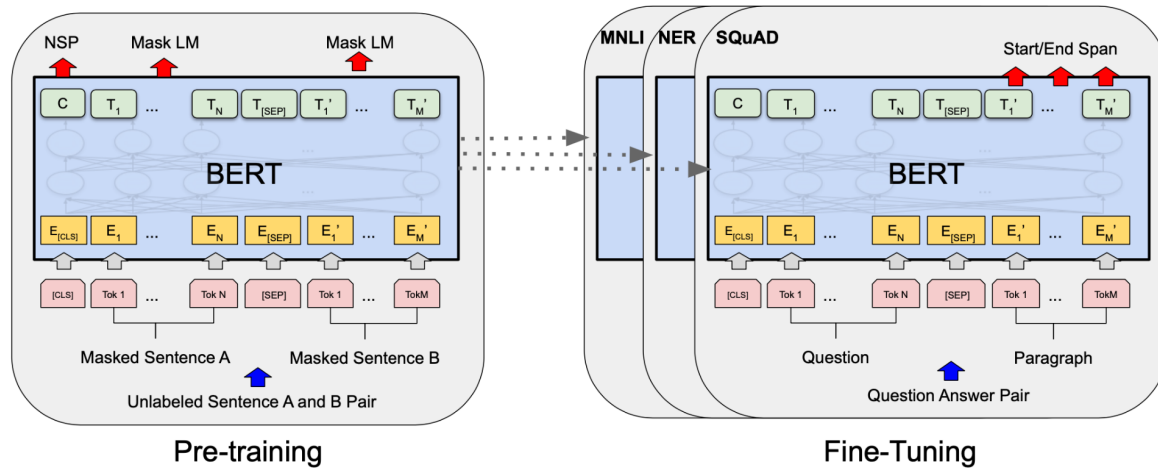 NSP Mask LM Mask LM
C T1 ... TN T[SEP] T1' ... TM'
...
BERT
...
E[CLS] E1 ... EN E[SEP] E1' ... EM'
[CLS] Tok 1 ... Tok N [SEP] Tok 1 ... TokM
Masked Sentence A Masked Sentence B
Unlabeled Sentence A and B Pair
Pre-training
MNLI NER SQuAD
Start/End Span
C T1 ... TN T[SEP] T1' ... TM'
...
BERT
...
E[CLS] E1 ... EN E[SEP] E1' ... EM'
[CLS] Tok 1 ... Tok N [SEP] Tok 1 ... TokM
Question Paragraph
Question Answer Pair
Fine-Tuning